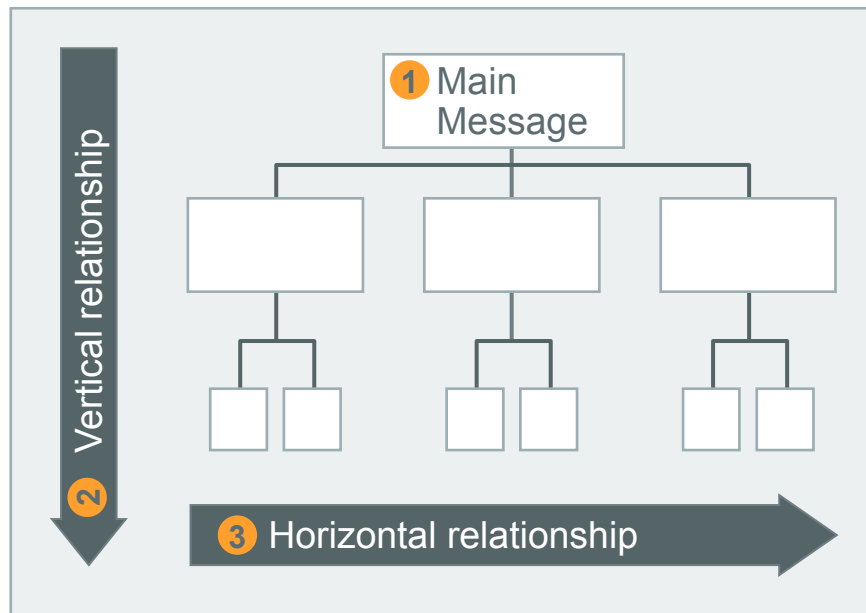 1 Main
Message
2 Vertical relationship
3 Horizontal relationship